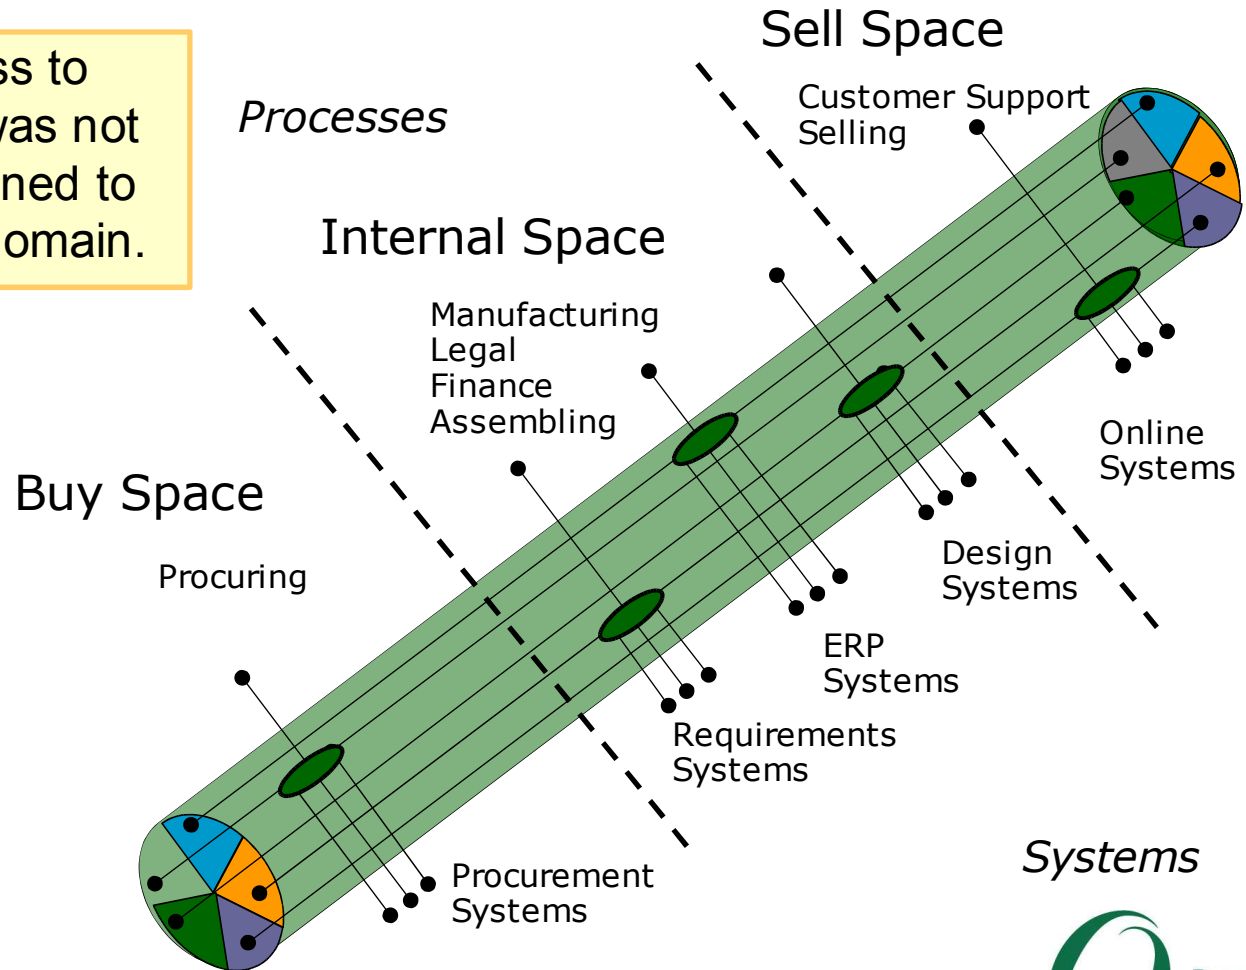 ss to
was not
ned to
omain.
Processes
Sell Space
Customer Support
Selling
Internal Space
Manufacturing
Legal
Finance
Assembling
Buy Space
Procuring
Online
Systems
Design
Systems
ERP
Systems
Requirements
Systems
Procurement
Systems
Systems